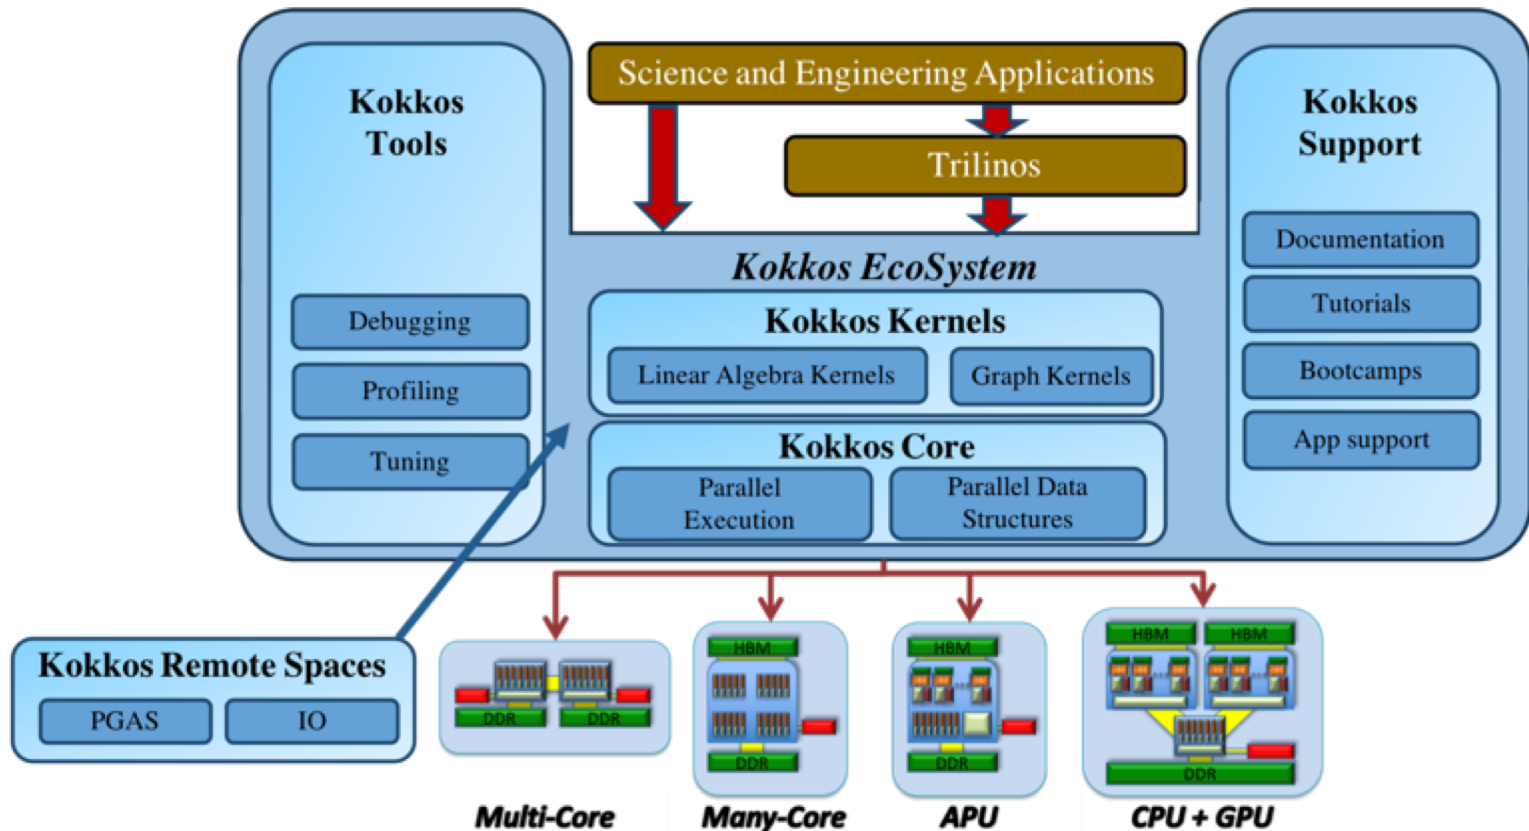 Kokkos
Tools
Debugging
Profiling
Tuning
Science and Engineering Applications
Trilinos
Kokkos EcoSystem
Kokkos Kernels
Linear Algebra Kernels
Graph Kernels
Kokkos Core
Parallel
Execution
Parallel Data
Structures
Kokkos
Support
Documentation
Tutorials
Bootcamps
App support
Kokkos Remote Spaces
PGAS
IO
DDR
DDR
Multi-Core
HBM
DDR
Many-Core
HBM
DDR
APU
HBM
HBM
DDR
CPU + GPU